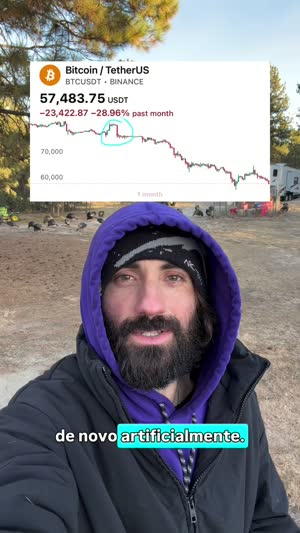 Bitcoin / TetherUS
BTCUSDT • BINANCE
57,483.75 USDT
−23,422.87 −28.96% past month
70,000
60,000
1 month
de novo artificialmente.